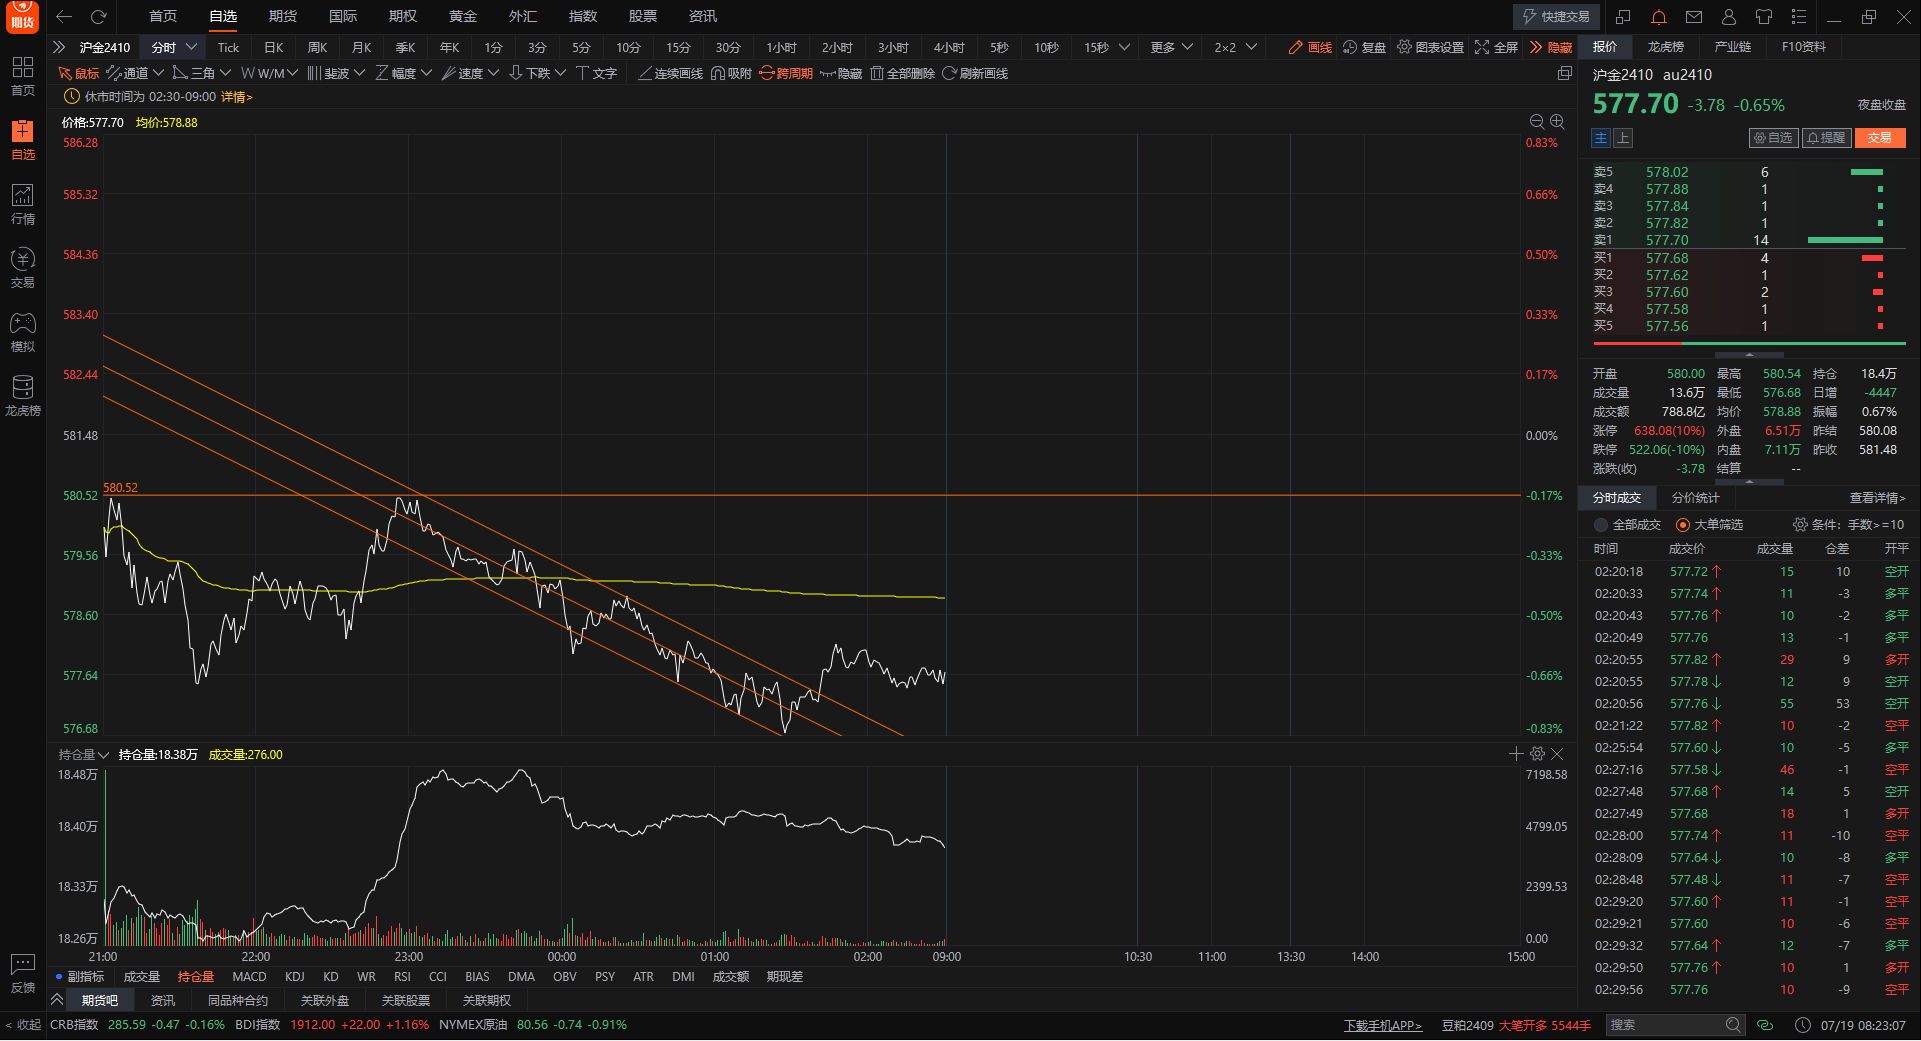 期货 首页 自选 期货 国际 期权 黄金 外汇 指数 股票 资讯 快捷交易
沪金2410 分时 Tick 日K 周K 月K 季K 年K 1分 3分 5分 10分 15分 30分 1小时 2小时 3小时 4小时 5秒 10秒 15秒 更多 2×2 画线 复盘 图表设置 全屏 隐藏
鼠标 通道 三角 W/M 斐波 幅度 速度 下跌 文字 连续画线 吸附 跨周期 隐藏 全部删除 刷新画线
休市时间为 02:30-09:00 详情>
价格:577.70 均价:578.88
首页
自选
行情
交易
模拟
龙虎榜
反馈
< 收起
586.28 0.83%
585.32 0.66%
584.36 0.50%
583.40 0.33%
582.44 0.17%
581.48 0.00%
580.52
580.52 -0.17%
579.56 -0.33%
578.60 -0.50%
577.64 -0.66%
576.68 -0.83%
持仓量 持仓量:18.38万 成交量:276.00
18.48万 7198.58
18.40万 4799.05
18.33万 2399.53
18.26万 0.00
21:00 22:00 23:00 00:00 01:00 02:00 09:00 10:30 11:00 13:30 14:00 15:00
副指标 成交量 持仓量 MACD KDJ KD WR RSI CCI BIAS DMA OBV PSY ATR DMI 成交额 期现差
期货吧 资讯 同品种合约 关联外盘 关联股票 关联期权
报价 龙虎榜 产业链 F10资料
沪金2410 au2410
577.70 -3.78 -0.65% 夜盘收盘
主 上 自选 提醒 交易
卖5 578.02 6
卖4 577.88 1
卖3 577.84 1
卖2 577.82 1
卖1 577.70 14
买1 577.68 4
买2 577.62 1
买3 577.60 2
买4 577.58 1
买5 577.56 1
开盘 580.00 最高 580.54 持仓 18.4万
成交量 13.6万 最低 576.68 日增 -4447
成交额 788.8亿 均价 578.88 振幅 0.67%
涨停 638.08(10%) 外盘 6.51万 昨结 580.08
跌停 522.06(-10%) 内盘 7.11万 昨收 581.48
涨跌(收) -3.78 结算 --
分时成交 分价统计 查看详情>
全部成交 大单筛选 条件：手数>=10
时间 成交价 成交量 仓差 开平
02:20:18 577.72↑ 15 10 空开
02:20:33 577.74↑ 11 -3 多平
02:20:43 577.76↑ 10 -2 多平
02:20:49 577.76 13 -1 多平
02:20:55 577.82↑ 29 9 多开
02:20:55 577.78↓ 12 9 空开
02:20:56 577.76↓ 55 53 空开
02:21:22 577.82↑ 10 -2 空平
02:25:54 577.60↓ 10 -5 多平
02:27:16 577.58↓ 46 -1 空平
02:27:48 577.68↑ 14 5 空开
02:27:49 577.68 18 1 多开
02:28:00 577.74↑ 11 -10 空平
02:28:09 577.64↓ 10 -8 多平
02:28:48 577.48↓ 11 -7 空平
02:29:20 577.60↑ 11 -1 空平
02:29:21 577.60 10 -6 空平
02:29:32 577.64↑ 12 -7 多平
02:29:50 577.76↑ 10 1 多开
02:29:56 577.76 10 -9 空平
CRB指数 285.59 -0.47 -0.16% BDI指数 1912.00 +22.00 +1.16% NYMEX原油 80.56 -0.74 -0.91% 下载手机APP> 豆粕2409 大笔开多 5544手 搜索 07/19 08:23:07